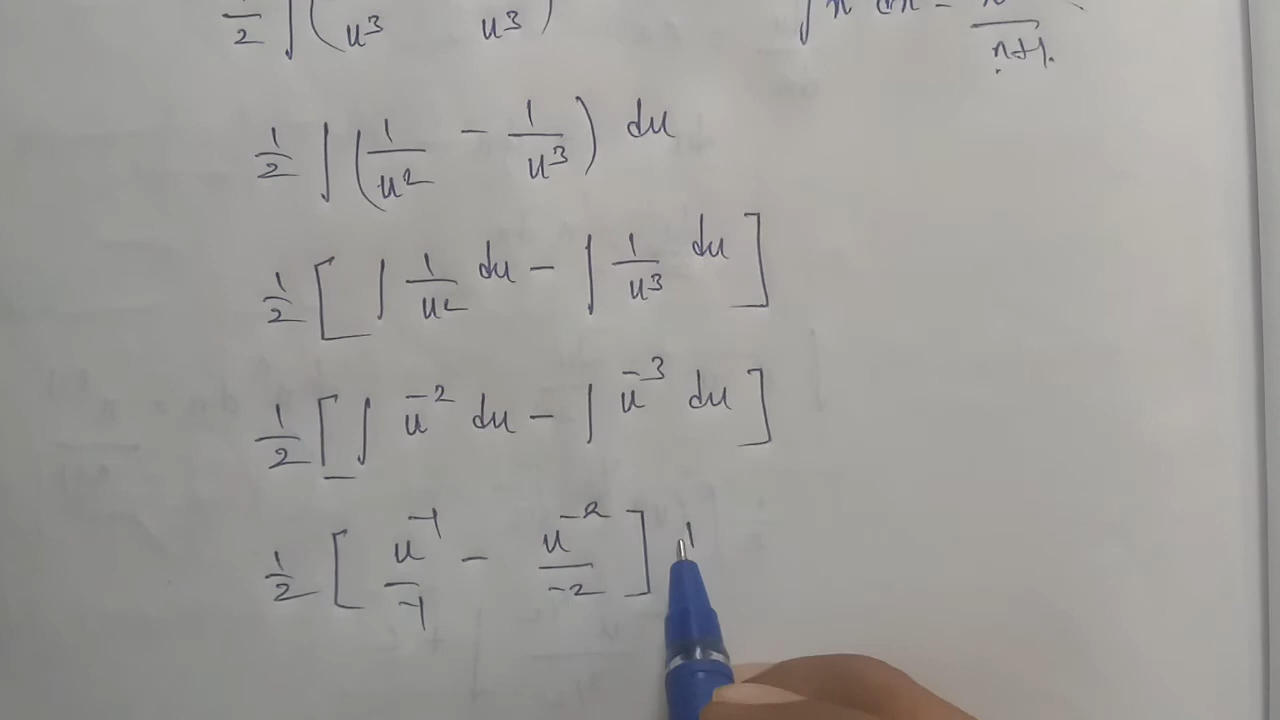 1/2 ∫( u³ u³ )
n+1.
1/2 ∫(1/u² − 1/u³) du
1/2 [∫ 1/u² du − ∫ 1/u³ du]
1/2 [∫ u⁻² du − ∫ u⁻³ du]
1/2 [u⁻¹/−1 − u⁻²/−2]